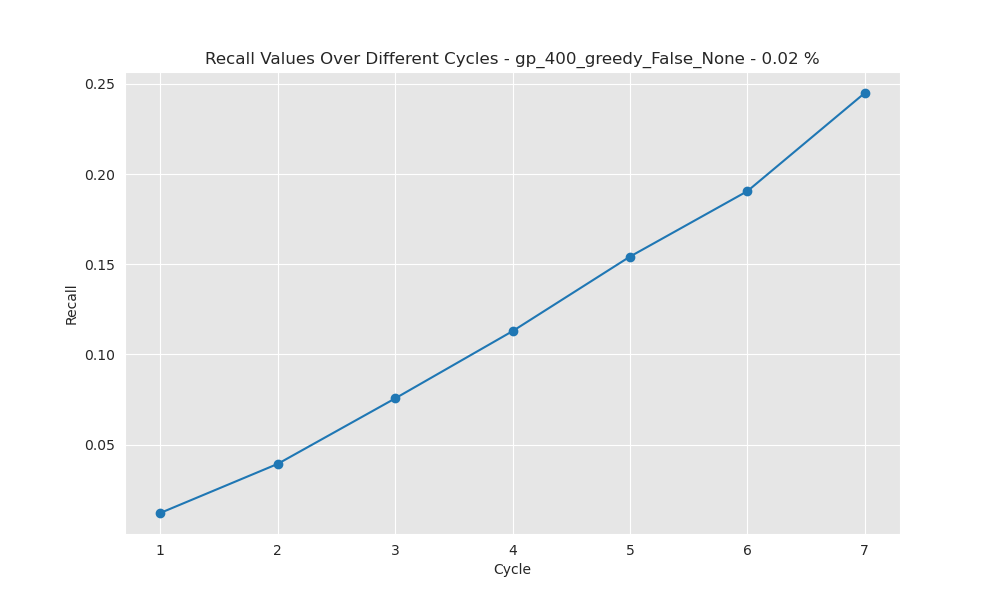 Recall Values Over Different Cycles - gp_400_greedy_False_None - 0.02 %
0.25
0.20
0.15
0.10
0.05
Recall
1 2 3 4 5 6 7
Cycle